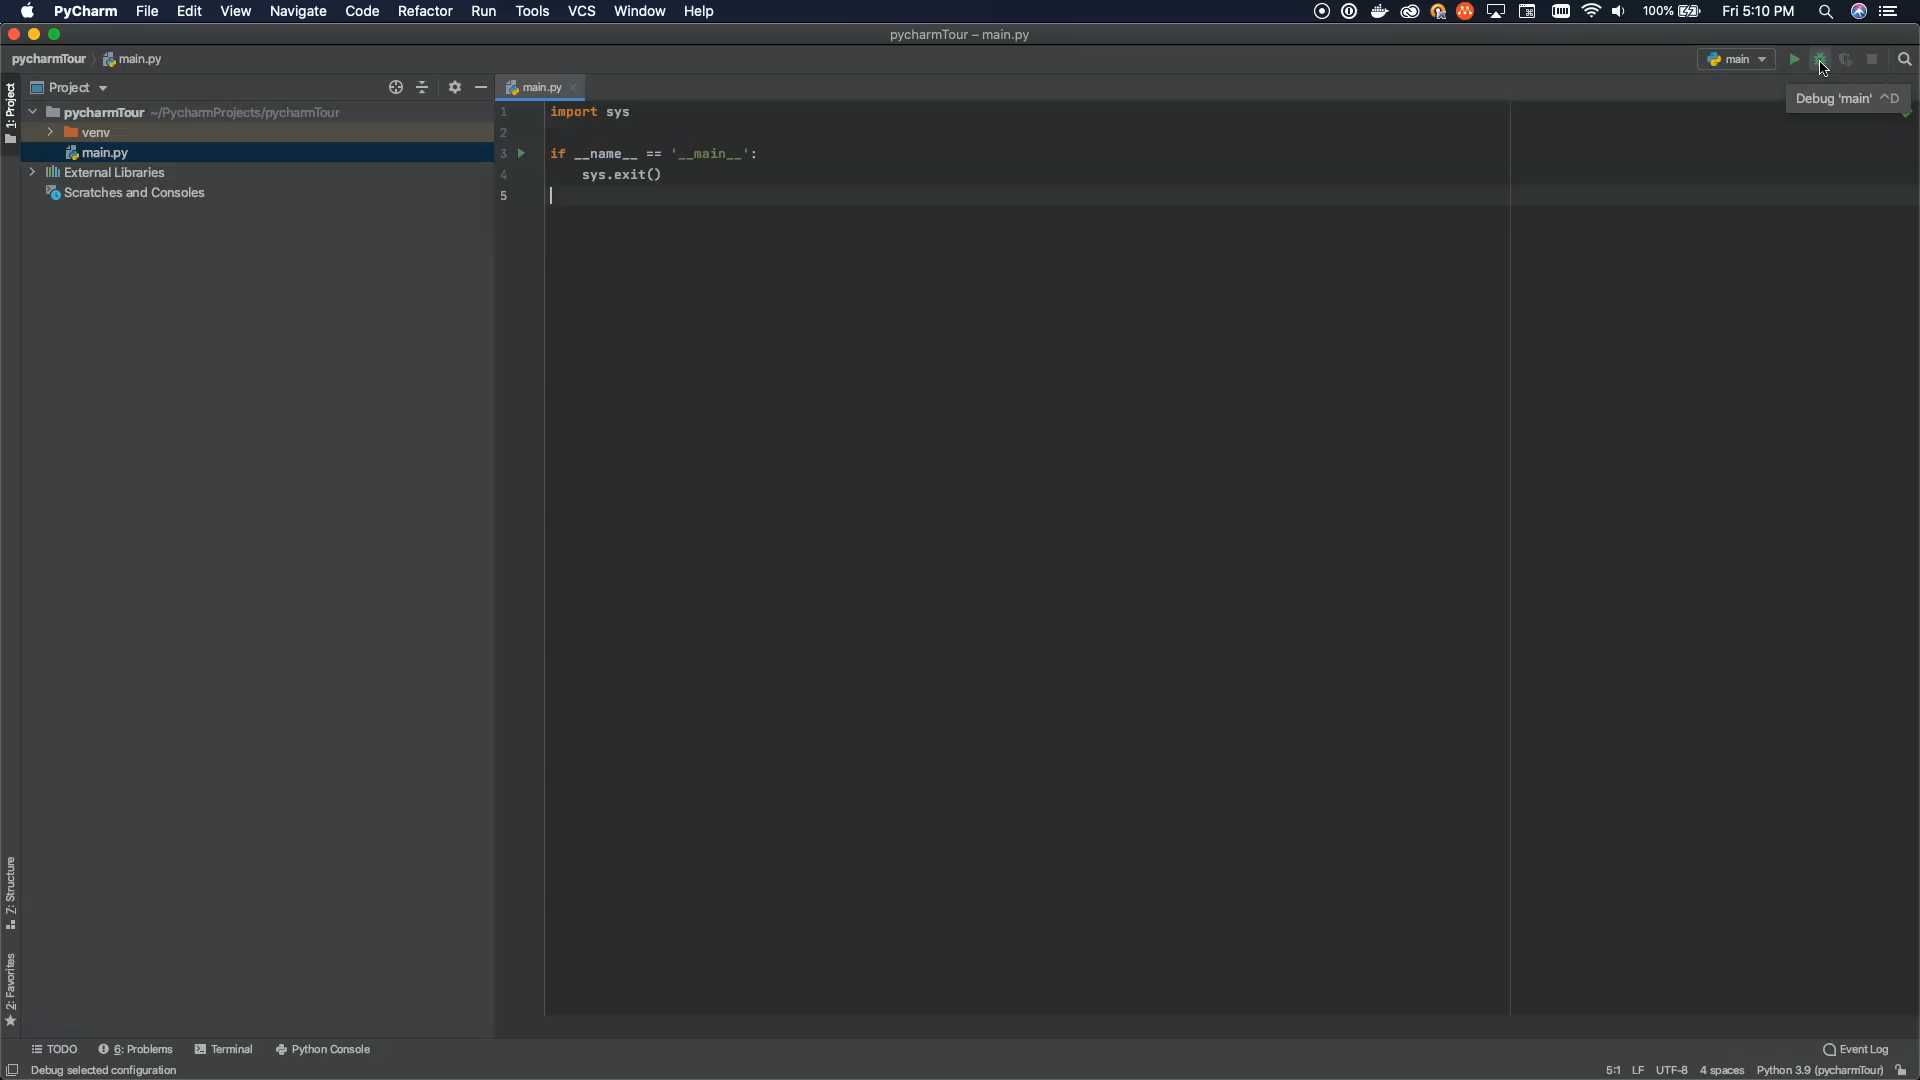 PyCharm File Edit View Navigate Code Refactor Run Tools VCS Window Help 100% Fri 5:10 PM
pycharmTour – main.py
pycharmTour main.py main
Debug 'main' ^D
1: Project
Project
main.py
pycharmTour ~/PycharmProjects/pycharmTour
venv
main.py
External Libraries
Scratches and Consoles
1 import sys
2
3 if __name__ == '__main__':
4 sys.exit()
5
7: Structure
2: Favorites
TODO 6: Problems Terminal Python Console Event Log
Debug selected configuration 5:1 LF UTF-8 4 spaces Python 3.9 (pycharmTour)